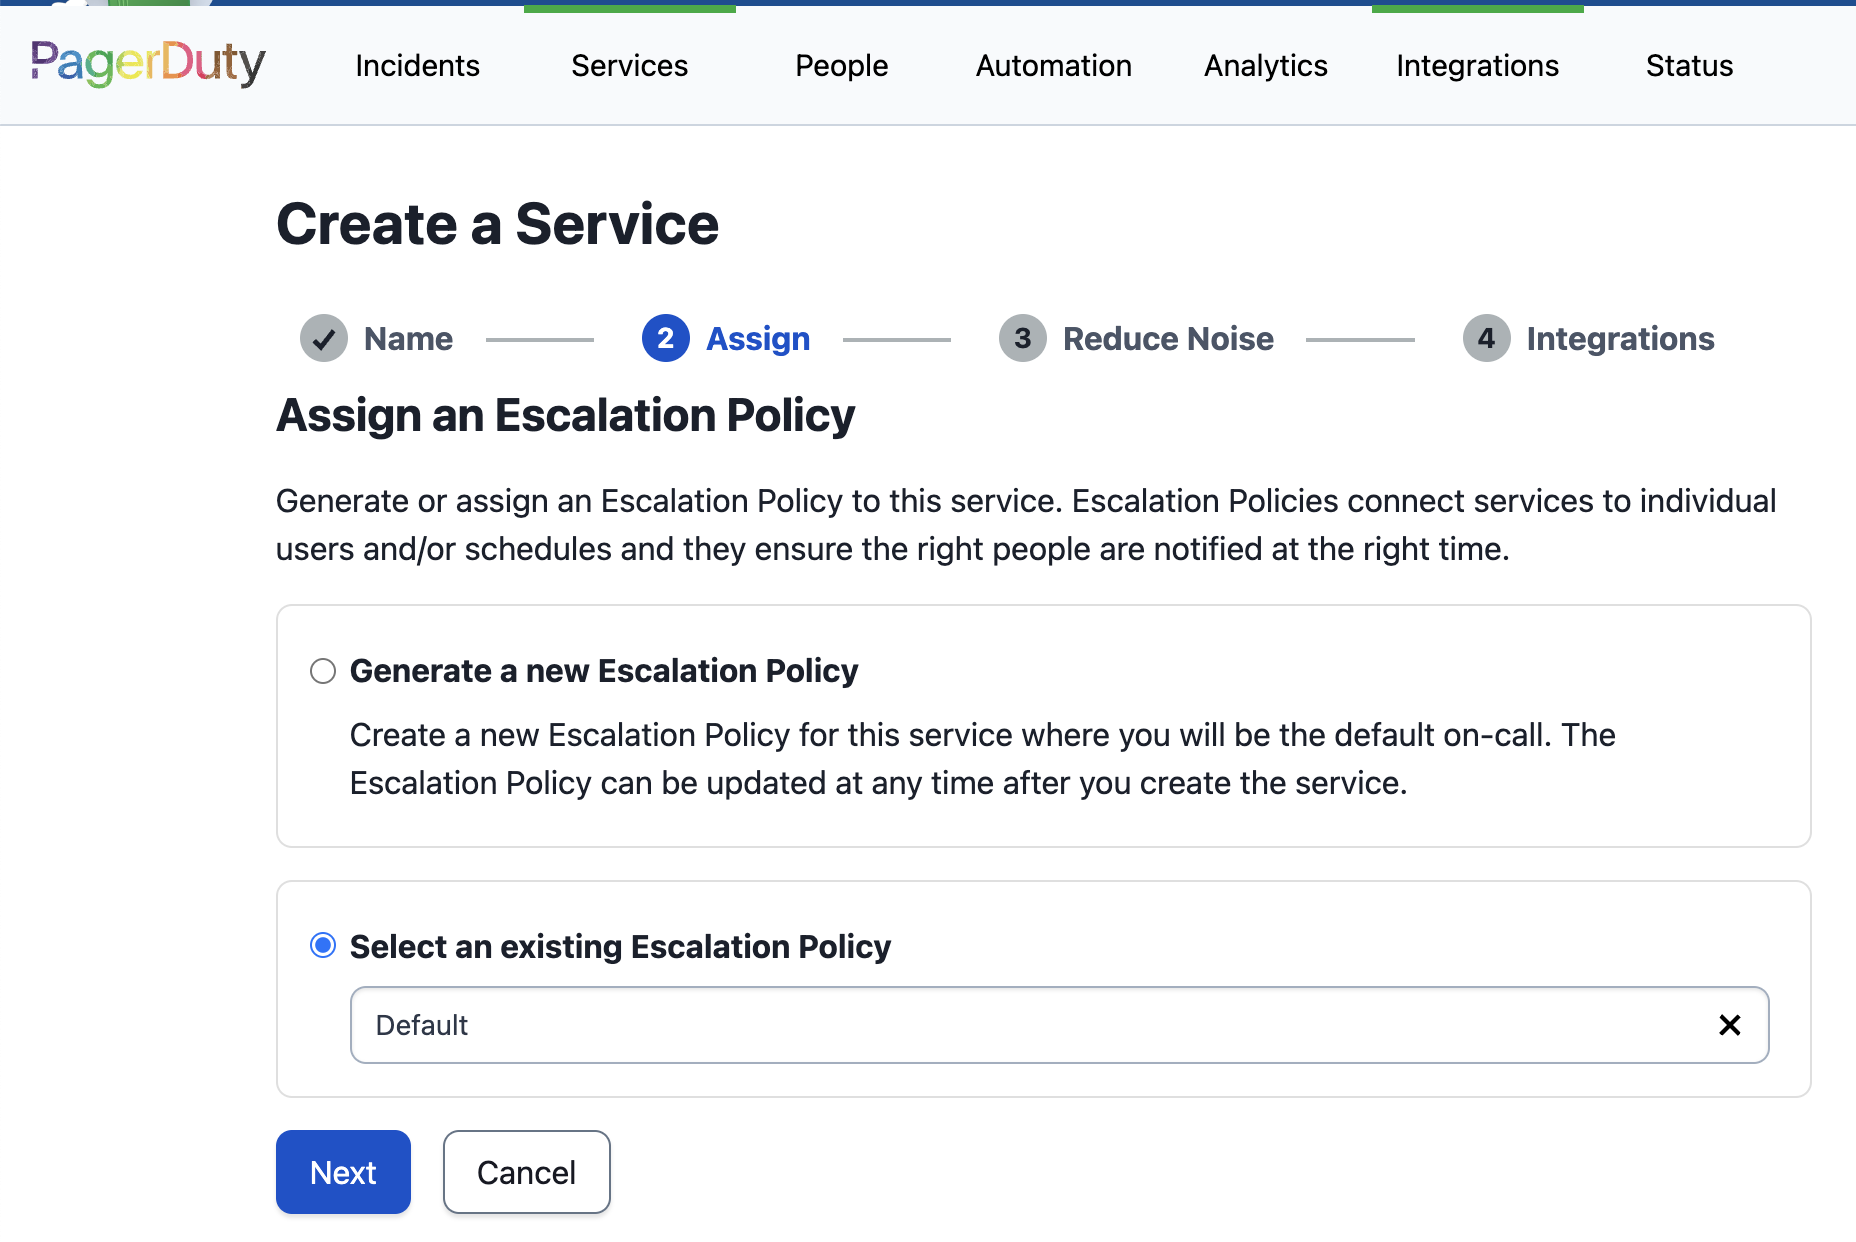 PagerDuty
Incidents
Services
People
Automation
Analytics
Integrations
Status
Create a Service
Name
2 Assign
3 Reduce Noise
4 Integrations
Assign an Escalation Policy
Generate or assign an Escalation Policy to this service. Escalation Policies connect services to individual
users and/or schedules and they ensure the right people are notified at the right time.
Generate a new Escalation Policy
Create a new Escalation Policy for this service where you will be the default on-call. The
Escalation Policy can be updated at any time after you create the service.
Select an existing Escalation Policy
Default
Next
Cancel